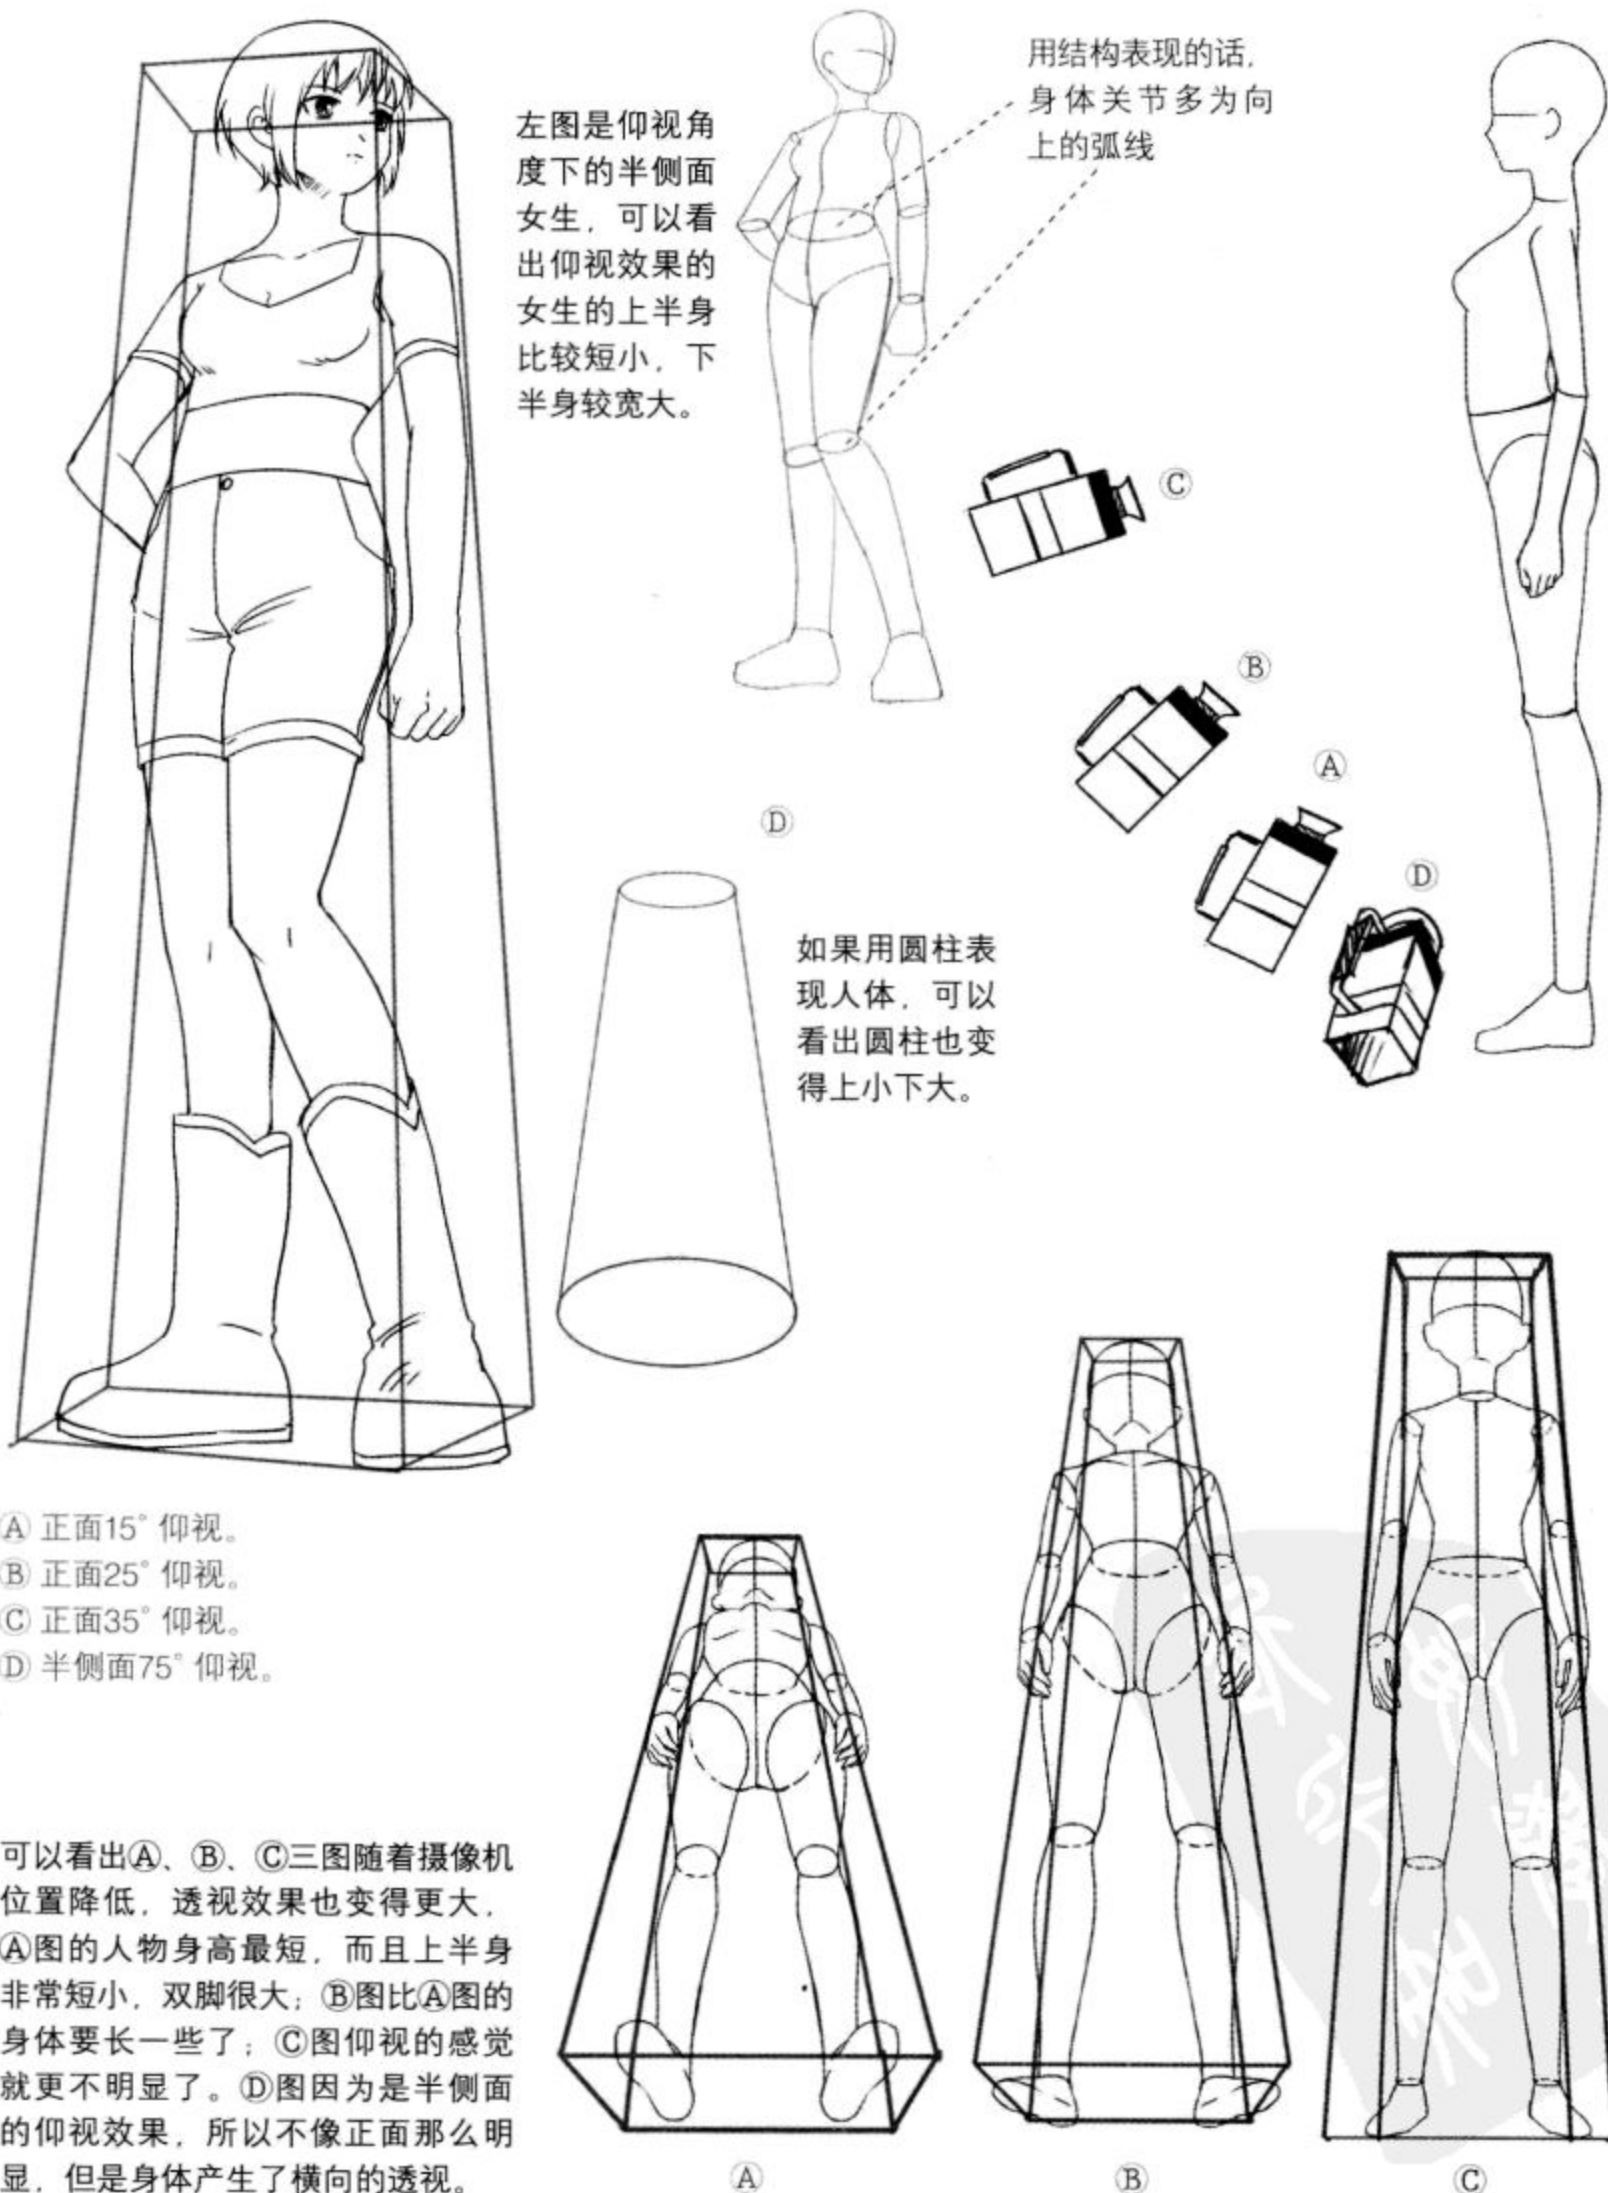 左图是仰视角
度下的半侧面
女生，可以看
出仰视效果的
女生的上半身
比较短小，下
半身较宽大。
用结构表现的话，
身体关节多为向
上的弧线
Ⓒ
Ⓑ
Ⓐ
Ⓓ
Ⓓ
如果用圆柱表
现人体，可以
看出圆柱也变
得上小下大。
Ⓐ 正面15°仰视。
Ⓑ 正面25°仰视。
Ⓒ 正面35°仰视。
Ⓓ 半侧面75°仰视。
可以看出Ⓐ、Ⓑ、Ⓒ三图随着摄像机
位置降低，透视效果也变得更大，
Ⓐ图的人物身高最短，而且上半身
非常短小，双脚很大；Ⓑ图比Ⓐ图的
身体要长一些了；Ⓒ图仰视的感觉
就更不明显了。Ⓓ图因为是半侧面
的仰视效果，所以不像正面那么明
显，但是身体产生了横向的透视。
Ⓐ
Ⓑ
Ⓒ